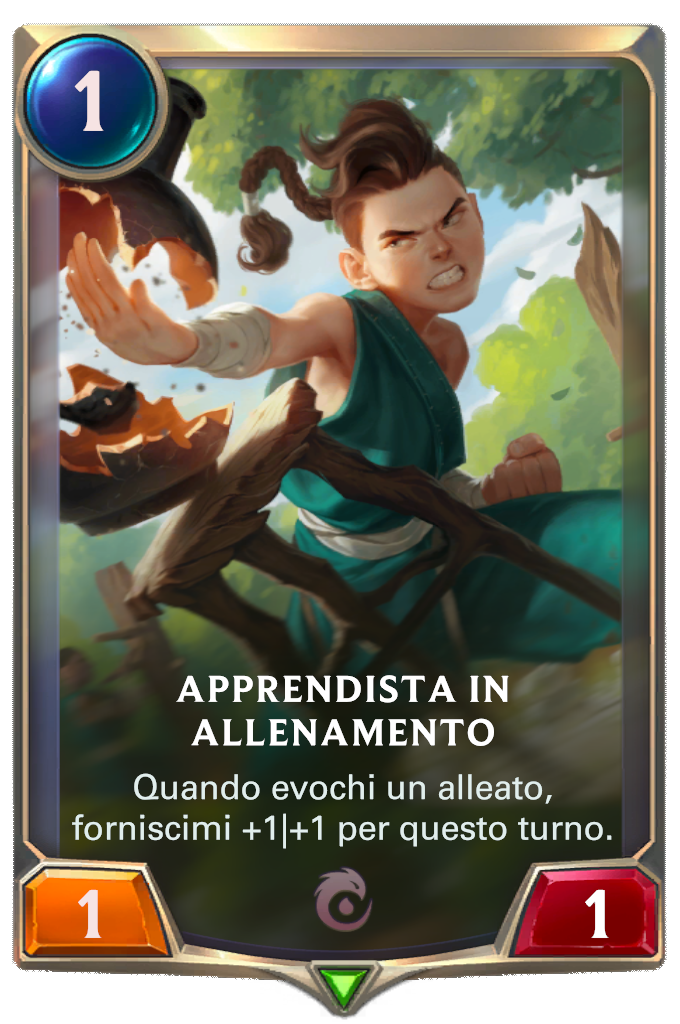 1
APPRENDISTA IN
ALLENAMENTO
Quando evochi un alleato,
forniscimi +1|+1 per questo turno.
1
1